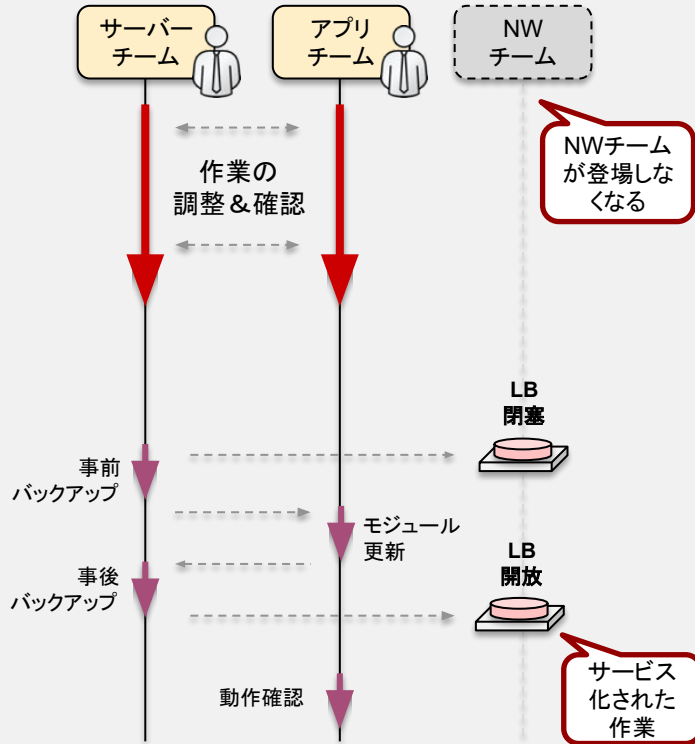 サーバー
チーム
アプリ
チーム
NW
チーム
NWチーム
が登場しな
くなる
作業の
調整＆確認
LB
閉塞
事前
バックアップ
モジュール
更新
LB
開放
事後
バックアップ
動作確認
サービス
化された
作業